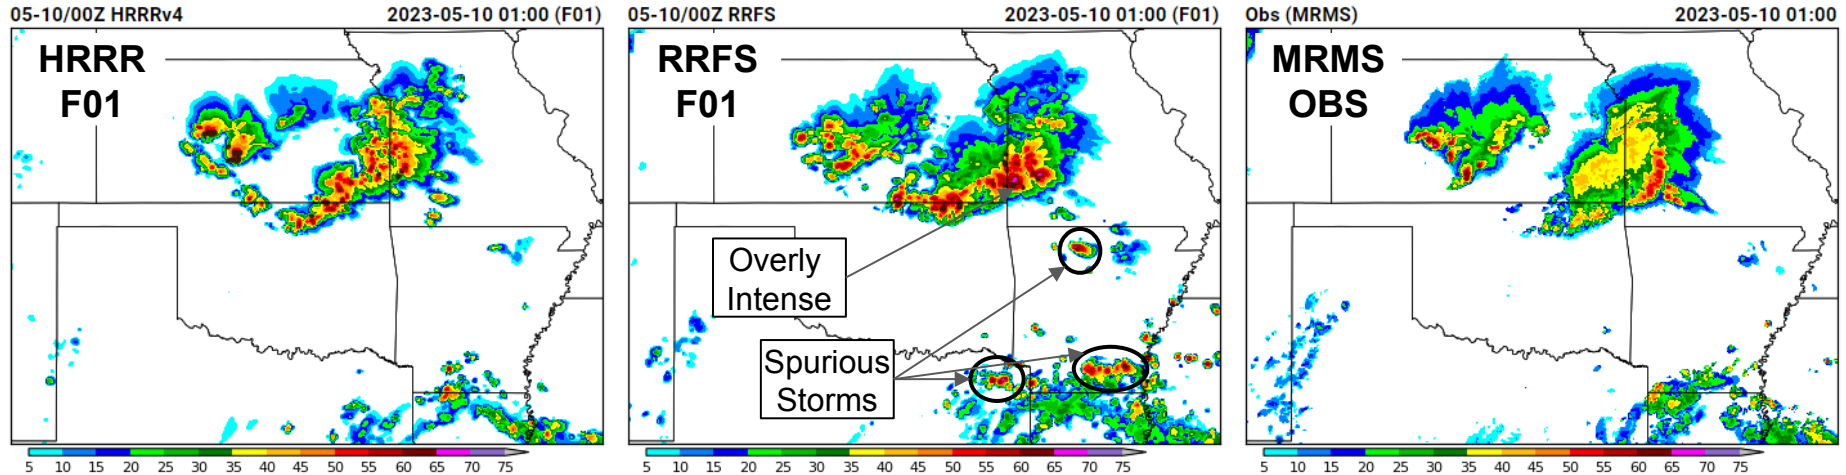 05-10/00Z HRRRv4 2023-05-10 01:00 (F01)
HRRR
F01
5 10 15 20 25 30 35 40 45 50 55 60 65 70 75
05-10/00Z RRFS 2023-05-10 01:00 (F01)
RRFS
F01
Overly
Intense
Spurious
Storms
5 10 15 20 25 30 35 40 45 50 55 60 65 70 75
Obs (MRMS) 2023-05-10 01:00
MRMS
OBS
5 10 15 20 25 30 35 40 45 50 55 60 65 70 75